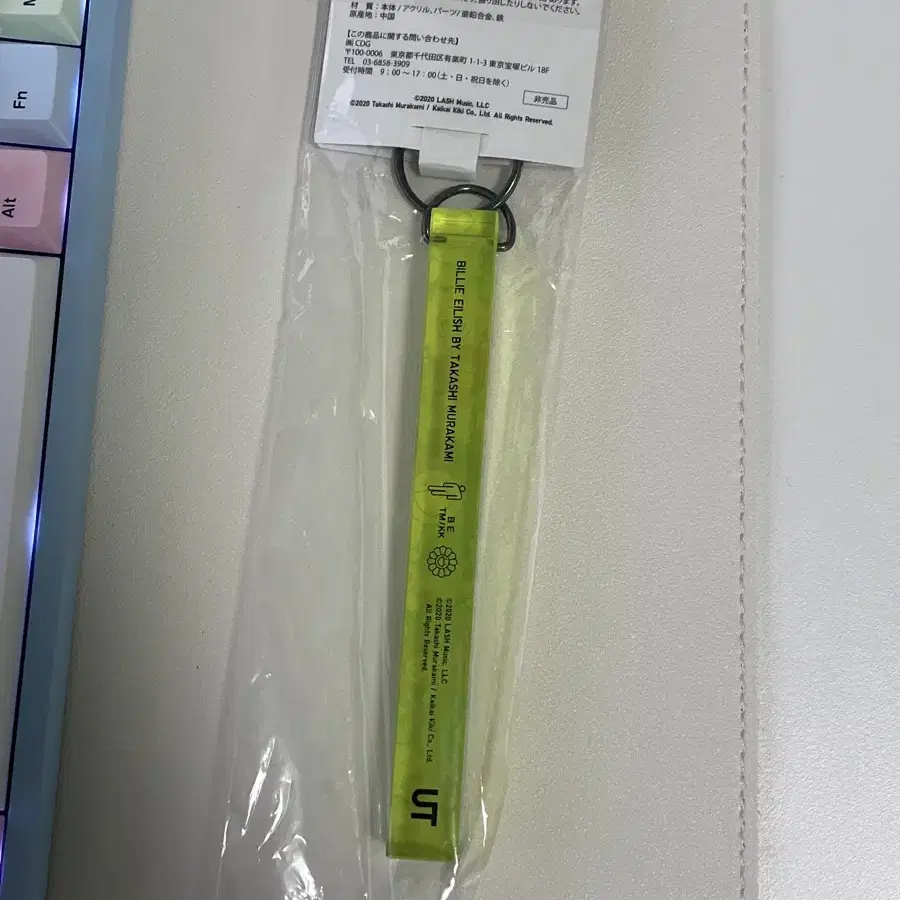 Fn
Alt
材 質：本体/アクリル、パーツ/亜鉛合金、鉄
原産地：中国
【この商品に関する問い合わせ先】
㈱CDG
〒100-0006 東京都千代田区有楽町 1-1-3 東京宝塚ビル 18F
TEL 03-6858-3909
受付時間 9：00～17：00（土・日・祝日を除く）
非売品
©2020 LASH Music, LLC
©2020 Takashi Murakami / Kaikai Kiki Co., Ltd. All Rights Reserved.
BILLIE EILISH BY TAKASHI MURAKAMI
BE
TM/KK
©2020 LASH Music, LLC
©2020 Takashi Murakami / Kaikai Kiki Co., Ltd.
All Rights Reserved.
UT